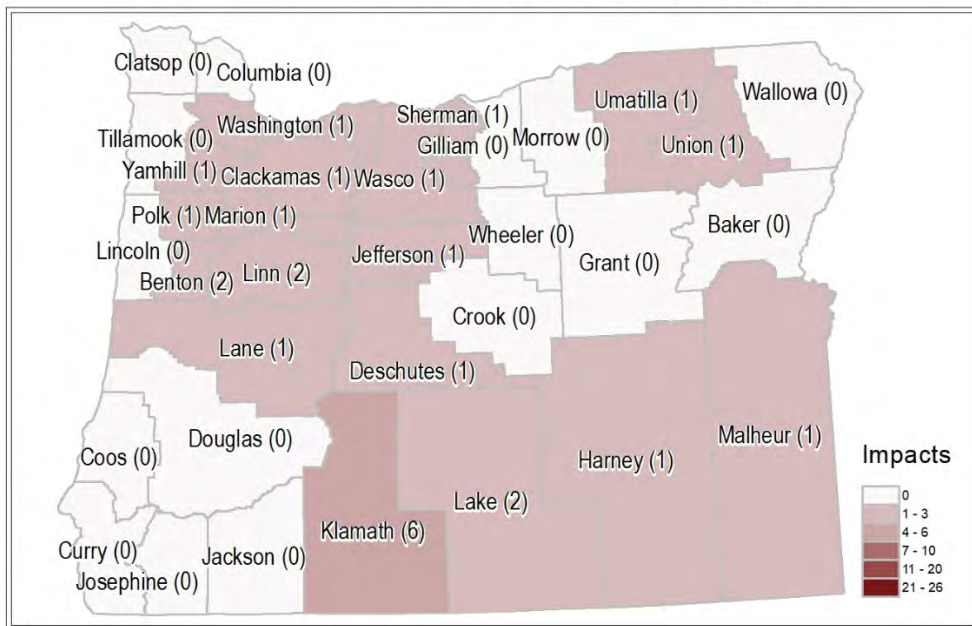 Clatsop (0)
Columbia (0)
Tillamook (0)
Washington (1)
Sherman (1)
Gilliam (0)
Morrow (0)
Umatilla (1)
Wallowa (0)
Union (1)
Yamhill (1)
Clackamas (1)
Wasco (1)
Polk (1)
Marion (1)
Lincoln (0)
Benton (2)
Linn (2)
Jefferson (1)
Wheeler (0)
Grant (0)
Baker (0)
Crook (0)
Lane (1)
Deschutes (1)
Douglas (0)
Coos (0)
Curry (0)
Josephine (0)
Jackson (0)
Klamath (6)
Lake (2)
Harney (1)
Malheur (1)
Impacts
0
1 - 3
4 - 6
7 - 10
11 - 20
21 - 26